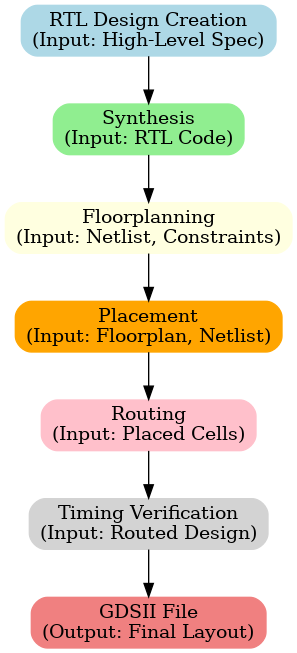 RTL Design Creation
(Input: High-Level Spec)
Synthesis
(Input: RTL Code)
Floorplanning
(Input: Netlist, Constraints)
Placement
(Input: Floorplan, Netlist)
Routing
(Input: Placed Cells)
Timing Verification
(Input: Routed Design)
GDSII File
(Output: Final Layout)